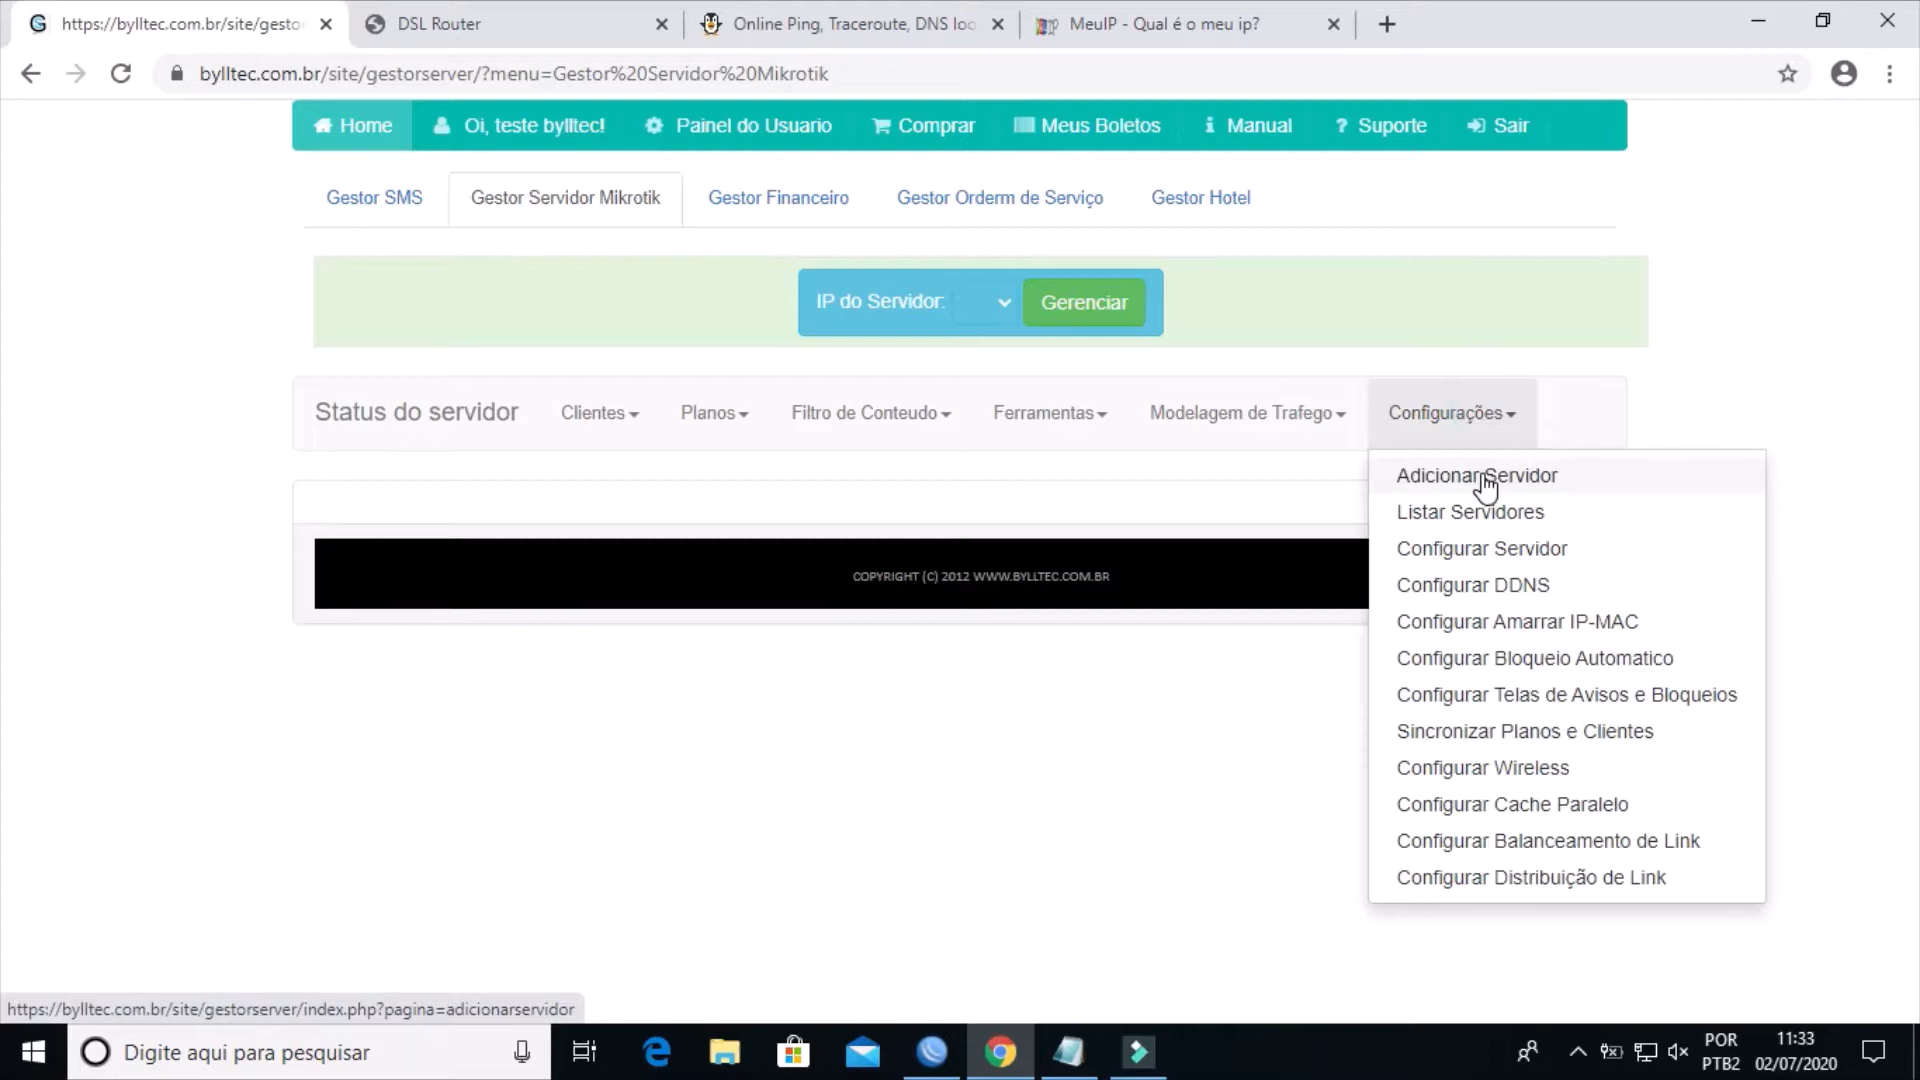 https://bylltec.com.br/site/gesto
DSL Router
Online Ping, Traceroute, DNS loo
MeuIP - Qual é o meu ip?
bylltec.com.br/site/gestorserver/?menu=Gestor%20Servidor%20Mikrotik
Home
Oi, teste bylltec!
Painel do Usuario
Comprar
Meus Boletos
Manual
Suporte
Sair
Gestor SMS
Gestor Servidor Mikrotik
Gestor Financeiro
Gestor Orderm de Serviço
Gestor Hotel
IP do Servidor:
Gerenciar
Status do servidor
Clientes
Planos
Filtro de Conteudo
Ferramentas
Modelagem de Trafego
Configurações
Adicionar Servidor
Listar Servidores
Configurar Servidor
Configurar DDNS
Configurar Amarrar IP-MAC
Configurar Bloqueio Automatico
Configurar Telas de Avisos e Bloqueios
Sincronizar Planos e Clientes
Configurar Wireless
Configurar Cache Paralelo
Configurar Balanceamento de Link
Configurar Distribuição de Link
COPYRIGHT (C) 2012 WWW.BYLLTEC.COM.BR
https://bylltec.com.br/site/gestorserver/index.php?pagina=adicionarservidor
Digite aqui para pesquisar
POR
PTB2
11:33
02/07/2020